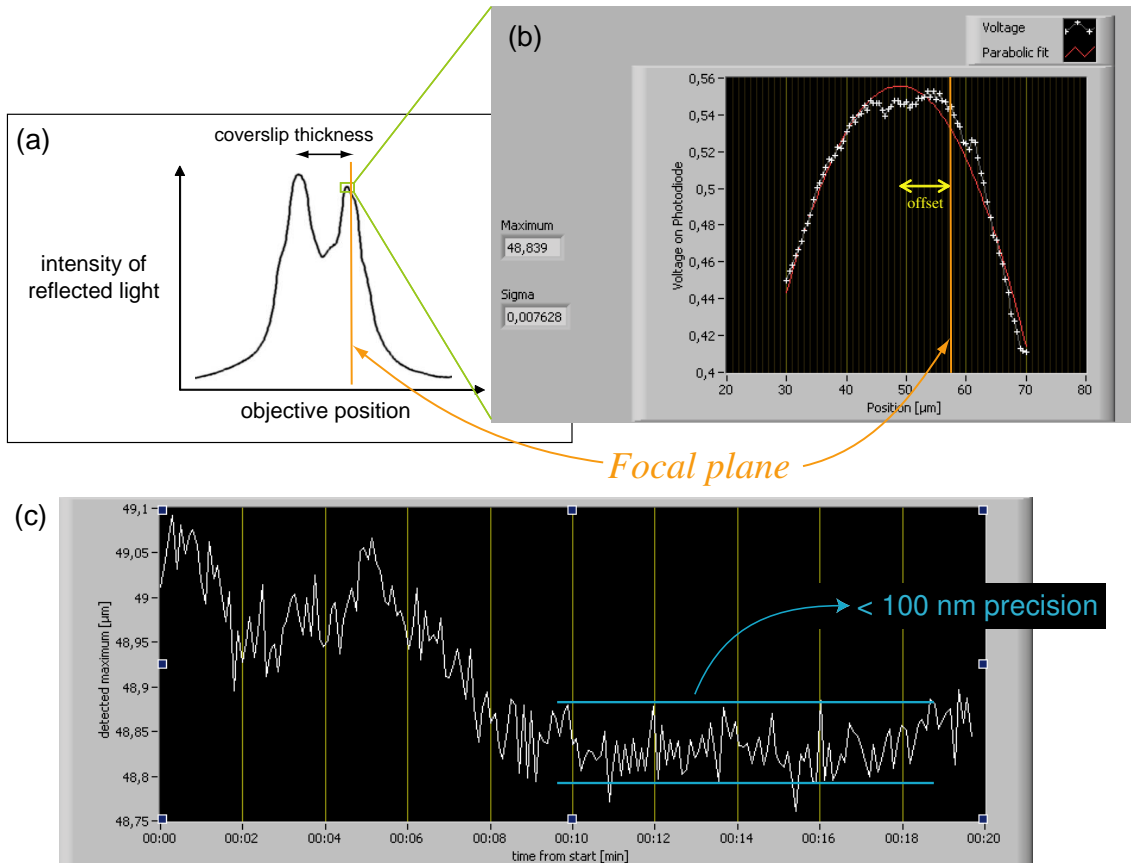 (a)
coverslip thickness
intensity of
reflected light
objective position
(b)
Voltage
Parabolic fit
Maximum
48,839
Sigma
0,007628
Voltage on Photodiode
0,56
0,54
0,52
0,5
0,48
0,46
0,44
0,42
0,4
offset
20
30
40
50
60
70
80
Position [µm]
Focal plane
(c)
detected maximum [µm]
49,1
49,05
49
48,95
48,9
48,85
48,8
48,75
< 100 nm precision
00:00
00:02
00:04
00:06
00:08
00:10
00:12
00:14
00:16
00:18
00:20
time from start [min]